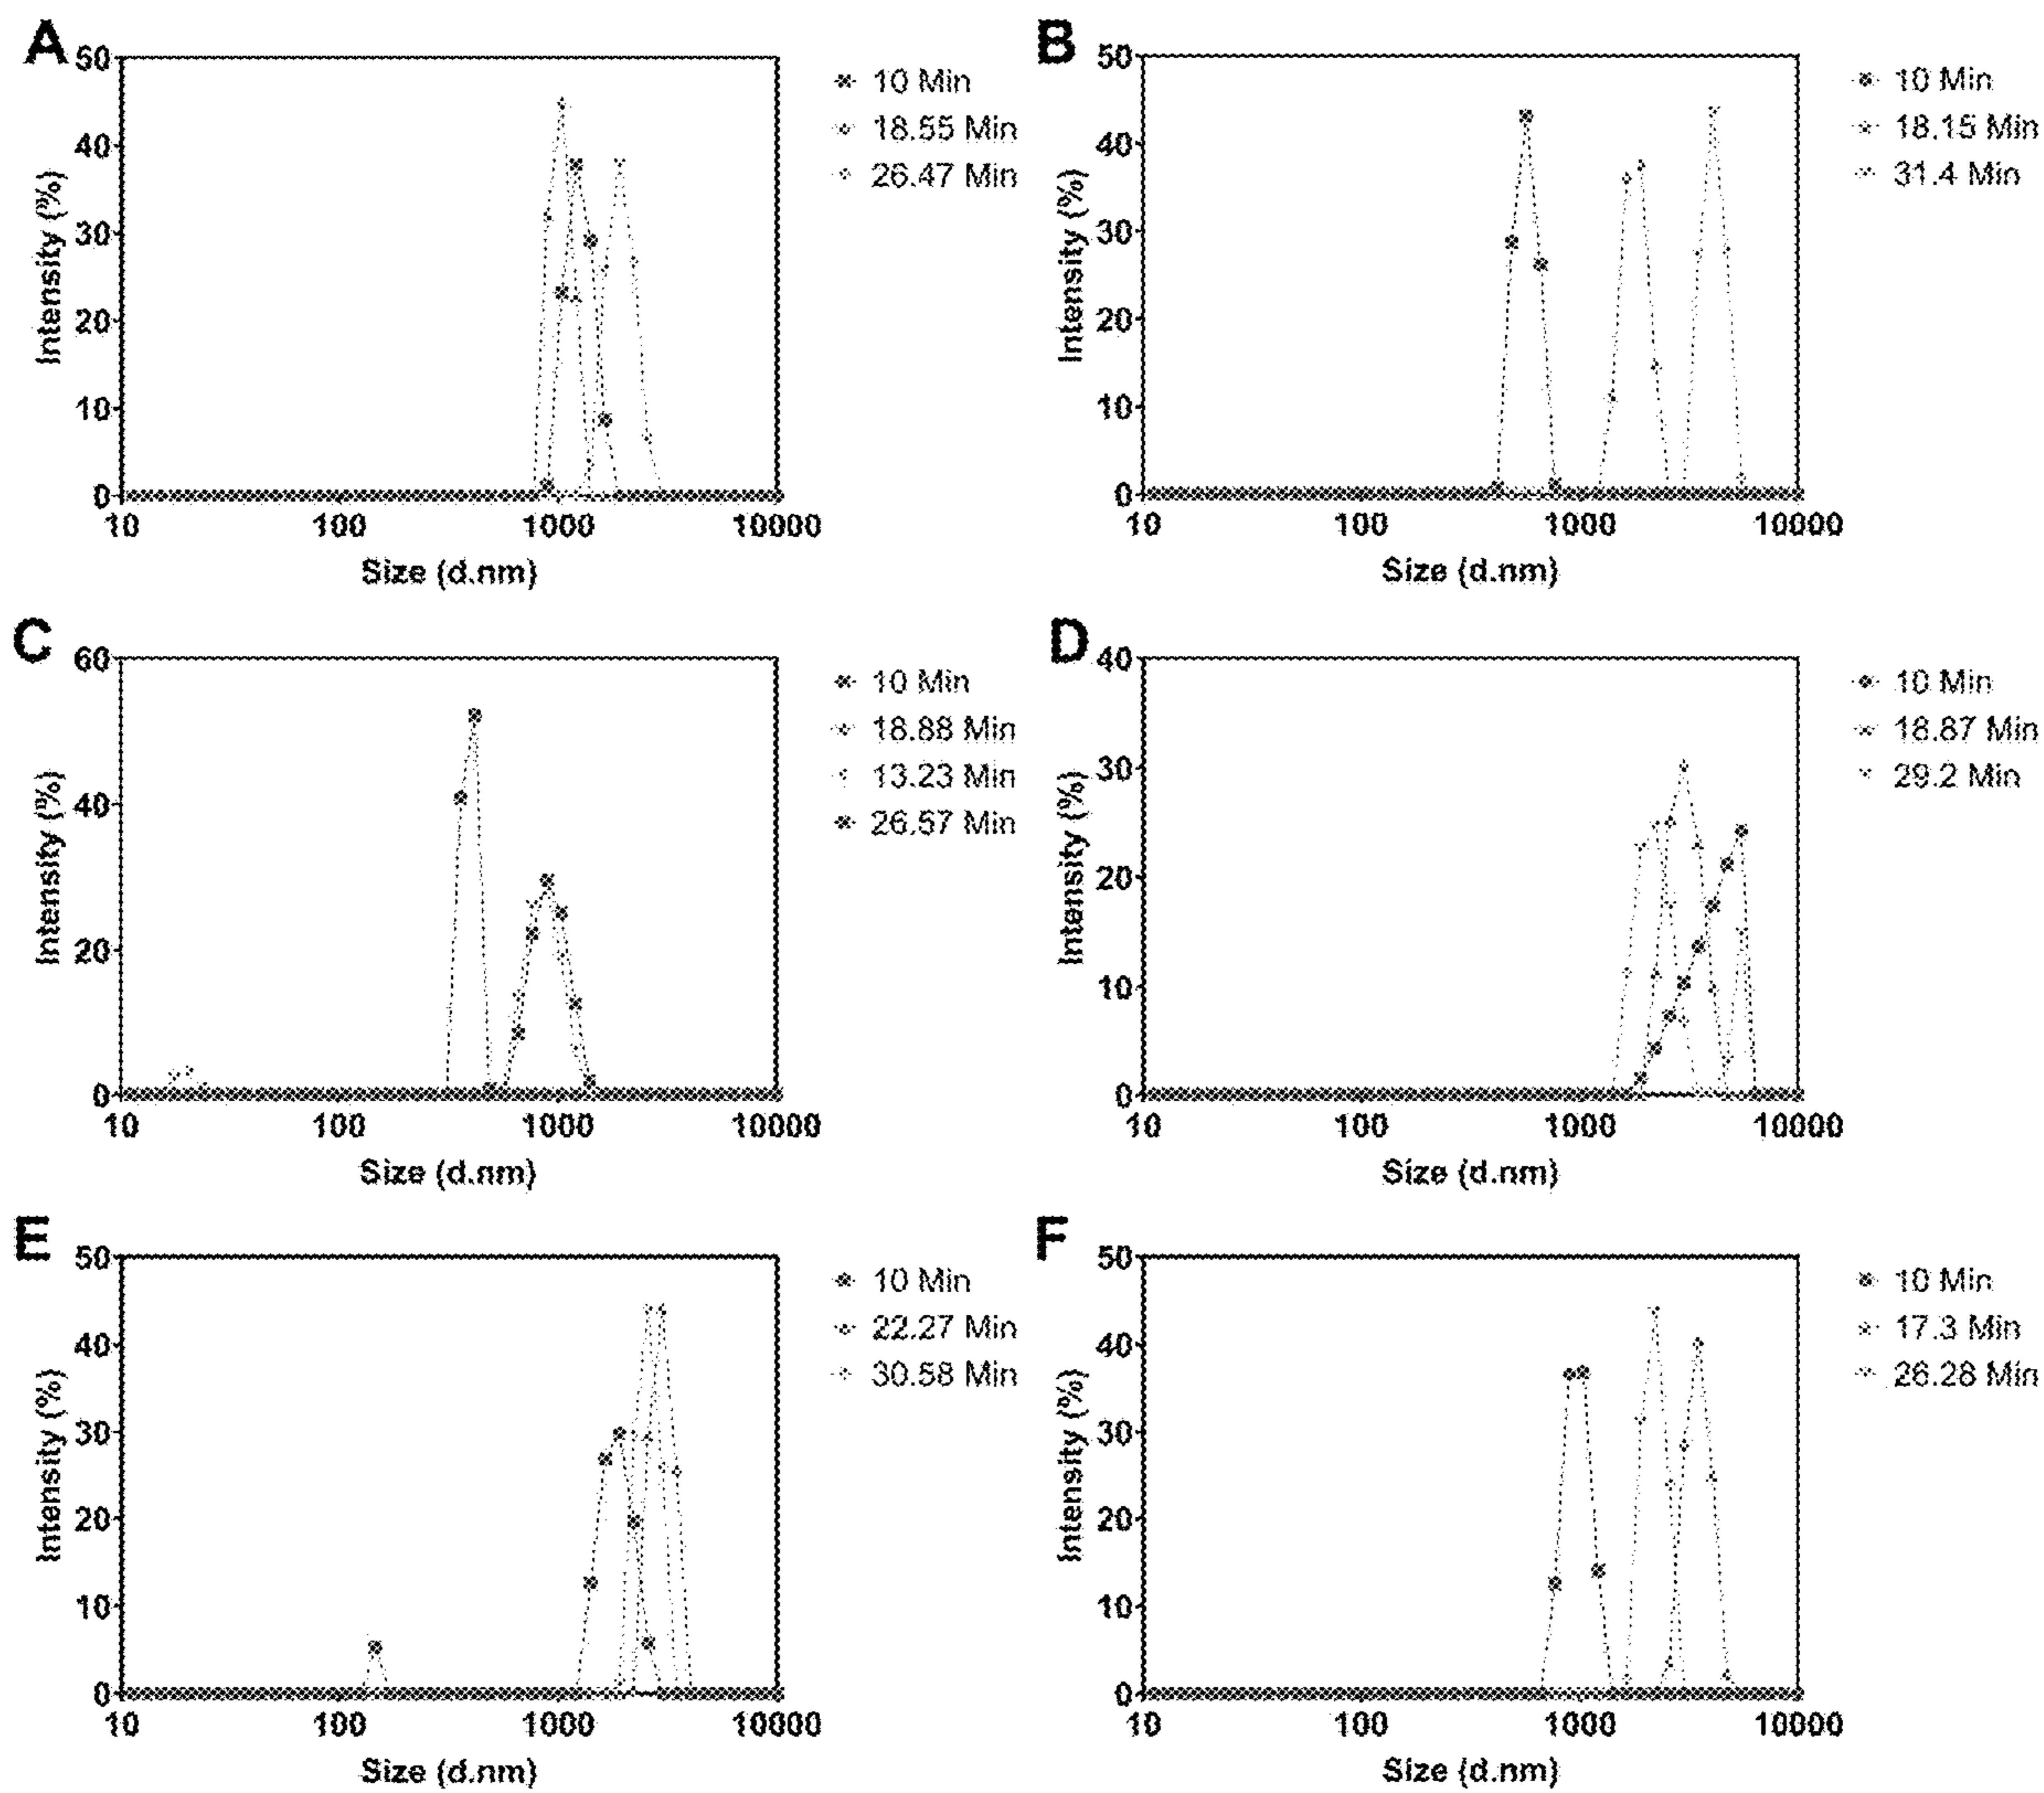 A
50
40
30
20
10
0
10 100 1000 10000
Intensity (%)
Size (d.nm)
10 Min
18.55 Min
26.47 Min
B
50
40
30
20
10
0
10 100 1000 10000
Intensity (%)
Size (d.nm)
10 Min
18.15 Min
31.4 Min
C
60
40
20
0
10 100 1000 10000
Intensity (%)
Size (d.nm)
10 Min
18.88 Min
13.23 Min
26.57 Min
D
40
30
20
10
0
10 100 1000 10000
Intensity (%)
Size (d.nm)
10 Min
18.87 Min
29.2 Min
E
50
40
30
20
10
0
10 100 1000 10000
Intensity (%)
Size (d.nm)
10 Min
22.27 Min
30.58 Min
F
50
40
30
20
10
0
10 100 1000 10000
Intensity (%)
Size (d.nm)
10 Min
17.3 Min
26.28 Min